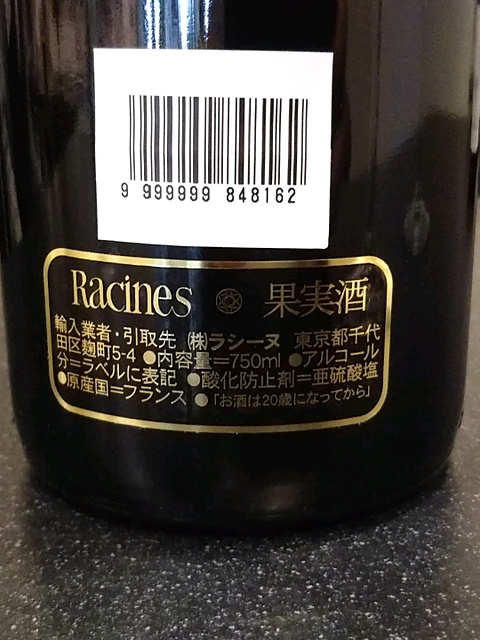 9 999999 848162
Racines 果実酒
輸入業者・引取先 ㈱ラシーヌ 東京都千代
田区麹町5-4 ●内容量＝750ml ●アルコール
分＝ラベルに表記 ●酸化防止剤＝亜硫酸塩
●原産国＝フランス ●「お酒は20歳になってから」